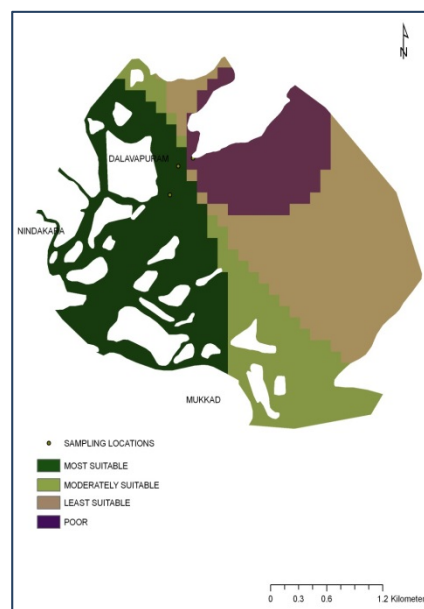 N
DALAVAPURAM
NINDAKARA
MUKKAD
SAMPLING LOCATIONS
MOST SUITABLE
MODERATELY SUITABLE
LEAST SUITABLE
POOR
0 0.3 0.6 1.2 Kilometer